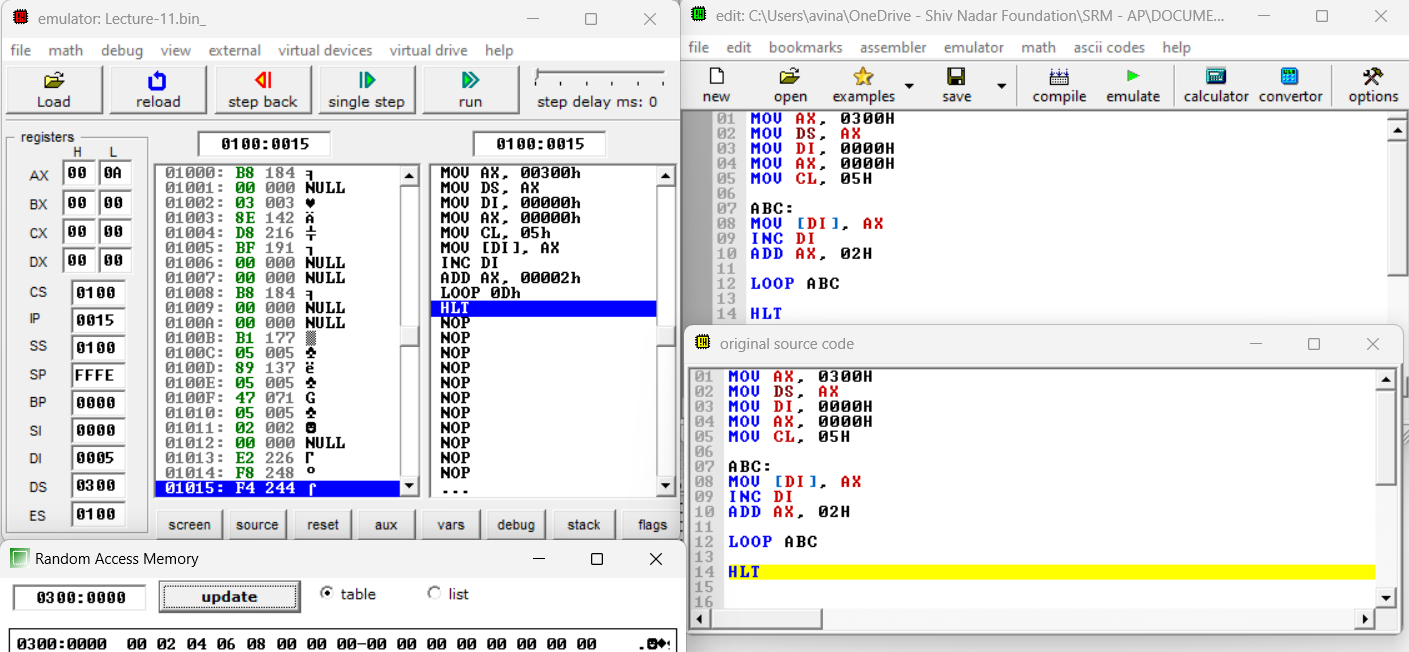 emulator: Lecture-11.bin_
file math debug view external virtual devices virtual drive help
Load reload step back single step run step delay ms: 0
registers
H L
AX 00 0A
BX 00 00
CX 00 00
DX 00 00
CS 0100
IP 0015
SS 0100
SP FFFE
BP 0000
SI 0000
DI 0005
DS 0300
ES 0100
0100:0015
01000: B8 184 ╕
01001: 00 000 NULL
01002: 03 003 ♥
01003: 8E 142 Ä
01004: D8 216 ╪
01005: BF 191 ┐
01006: 00 000 NULL
01007: 00 000 NULL
01008: B8 184 ╕
01009: 00 000 NULL
0100A: 00 000 NULL
0100B: B1 177 ▒
0100C: 05 005 ♣
0100D: 89 137 ë
0100E: 05 005 ♣
0100F: 47 071 G
01010: 05 005 ♣
01011: 02 002 ☻
01012: 00 000 NULL
01013: E2 226 Γ
01014: F8 248 °
01015: F4 244 ⌠
0100:0015
MOV AX, 00300h
MOV DS, AX
MOV DI, 00000h
MOV AX, 00000h
MOV CL, 05h
MOV [DI], AX
INC DI
ADD AX, 00002h
LOOP 0Dh
HLT
NOP
NOP
NOP
NOP
NOP
NOP
NOP
NOP
NOP
NOP
NOP
...
screen source reset aux vars debug stack flags
Random Access Memory
0300:0000 update table list
0300:0000 00 02 04 06 08 00 00 00-00 00 00 00 00 00 00 00 .☻♦
edit: C:\Users\avina\OneDrive - Shiv Nadar Foundation\SRM - AP\DOCUME...
file edit bookmarks assembler emulator math ascii codes help
new open examples save compile emulate calculator convertor options
01 MOV AX, 0300H
02 MOV DS, AX
03 MOV DI, 0000H
04 MOV AX, 0000H
05 MOV CL, 05H
06
07 ABC:
08 MOV [DI], AX
09 INC DI
10 ADD AX, 02H
11
12 LOOP ABC
13
14 HLT
original source code
01 MOV AX, 0300H
02 MOV DS, AX
03 MOV DI, 0000H
04 MOV AX, 0000H
05 MOV CL, 05H
06
07 ABC:
08 MOV [DI], AX
09 INC DI
10 ADD AX, 02H
11
12 LOOP ABC
13
14 HLT
15
16